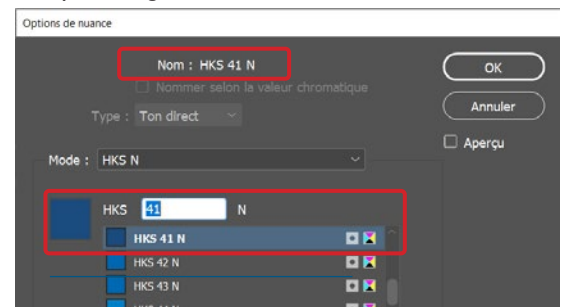 Options de nuance
Nom : HKS 41 N
OK
Nommer selon la valeur chromatique
Annuler
Type : Ton direct
Aperçu
Mode : HKS N
HKS 41 N
HKS 41 N
HKS 42 N
HKS 43 N